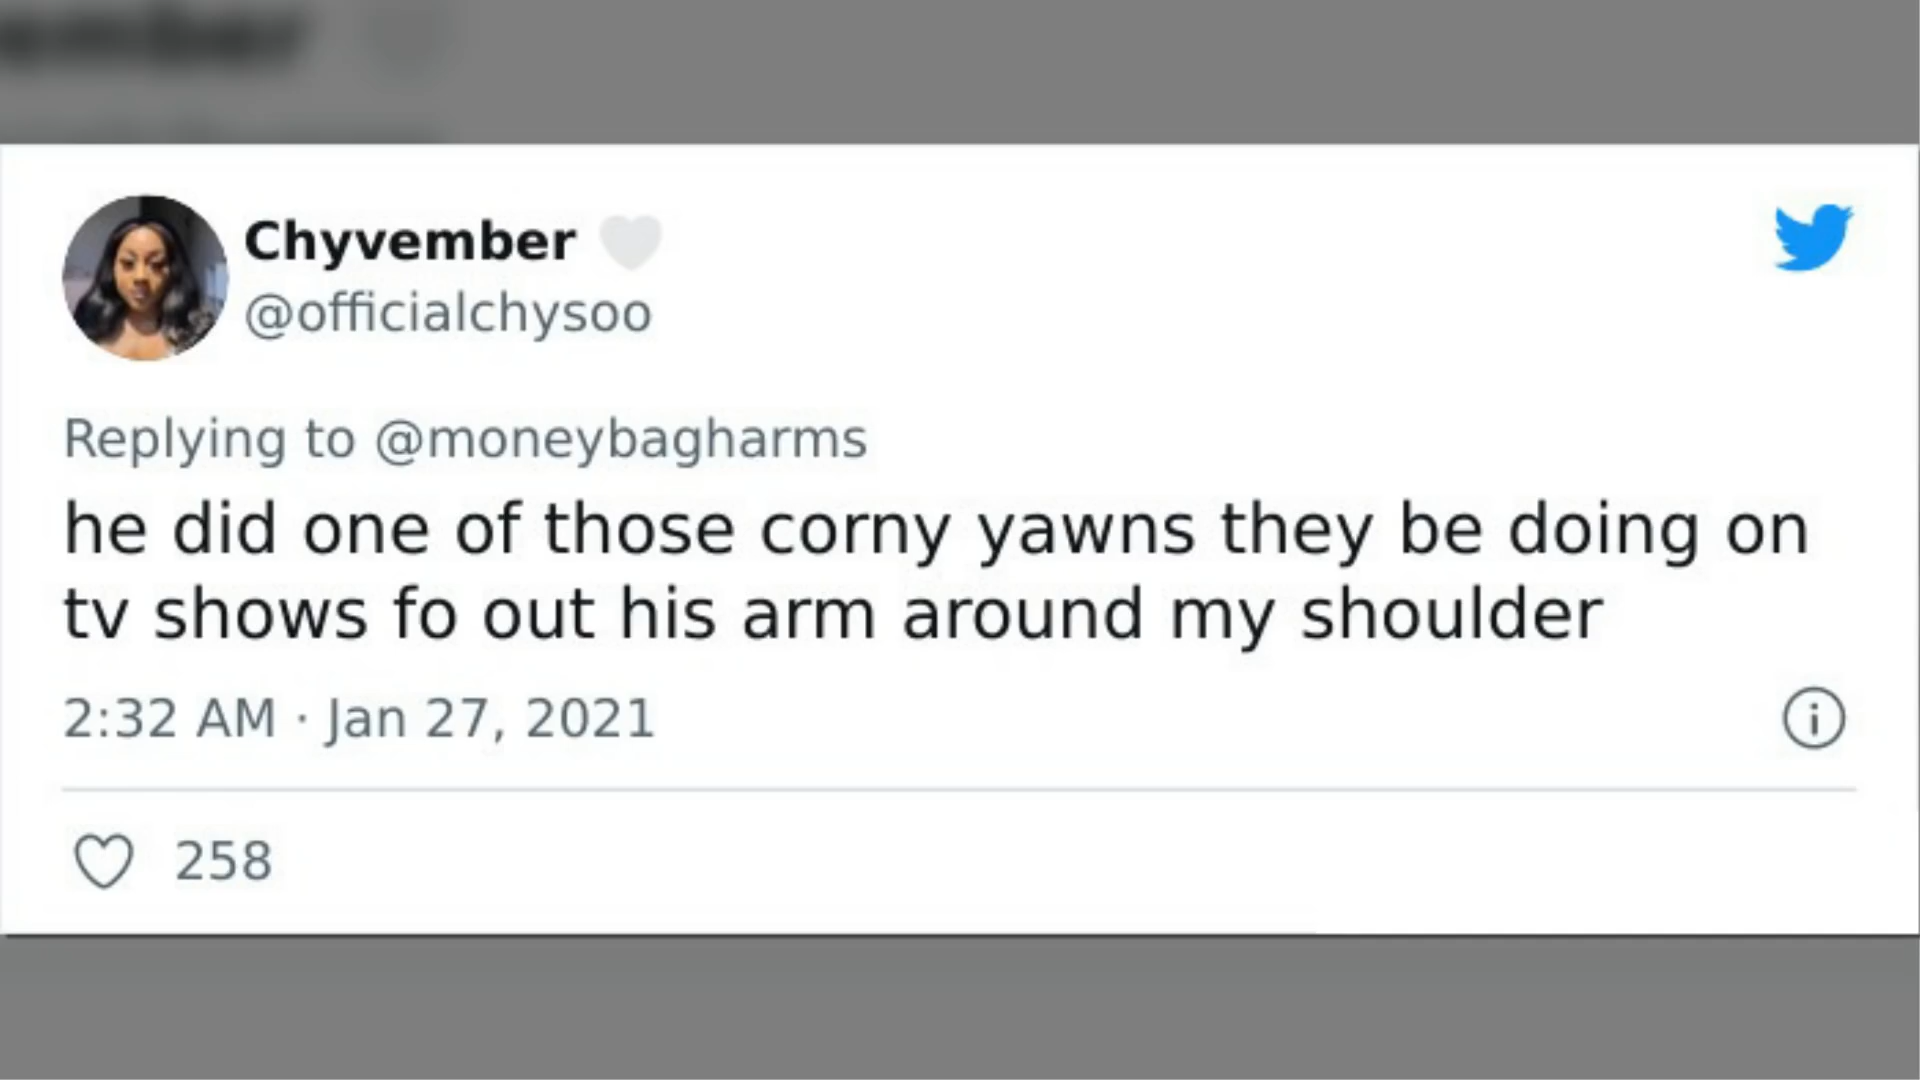 ember
Chyvember 🤍
@officialchysoo
Replying to @moneybagharms
he did one of those corny yawns they be doing on
tv shows fo out his arm around my shoulder
2:32 AM · Jan 27, 2021
258